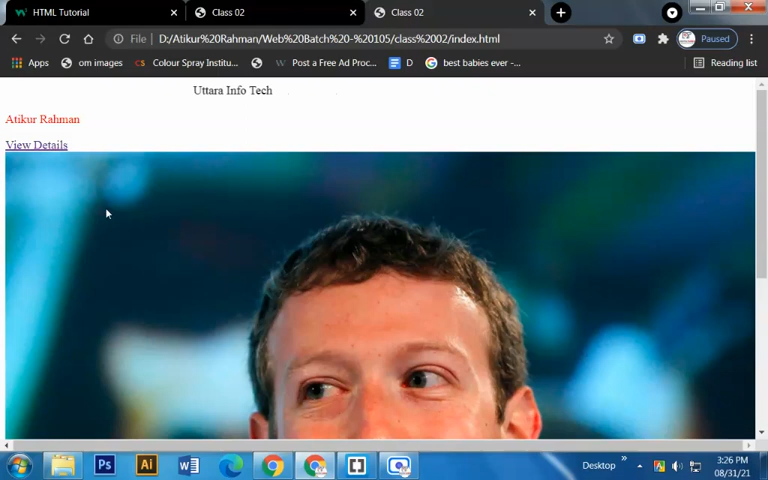 HTML Tutorial
Class 02
Class 02
File D:/Atikur%20Rahman/Web%20Batch%20-%20105/class%2002/index.html
Paused
Apps
om images
Colour Spray Institu...
Post a Free Ad Proc...
D
best babies ever -...
Reading list
Uttara Info Tech
Atikur Rahman
View Details
Ps
Ai
Desktop
3:26 PM
08/31/21